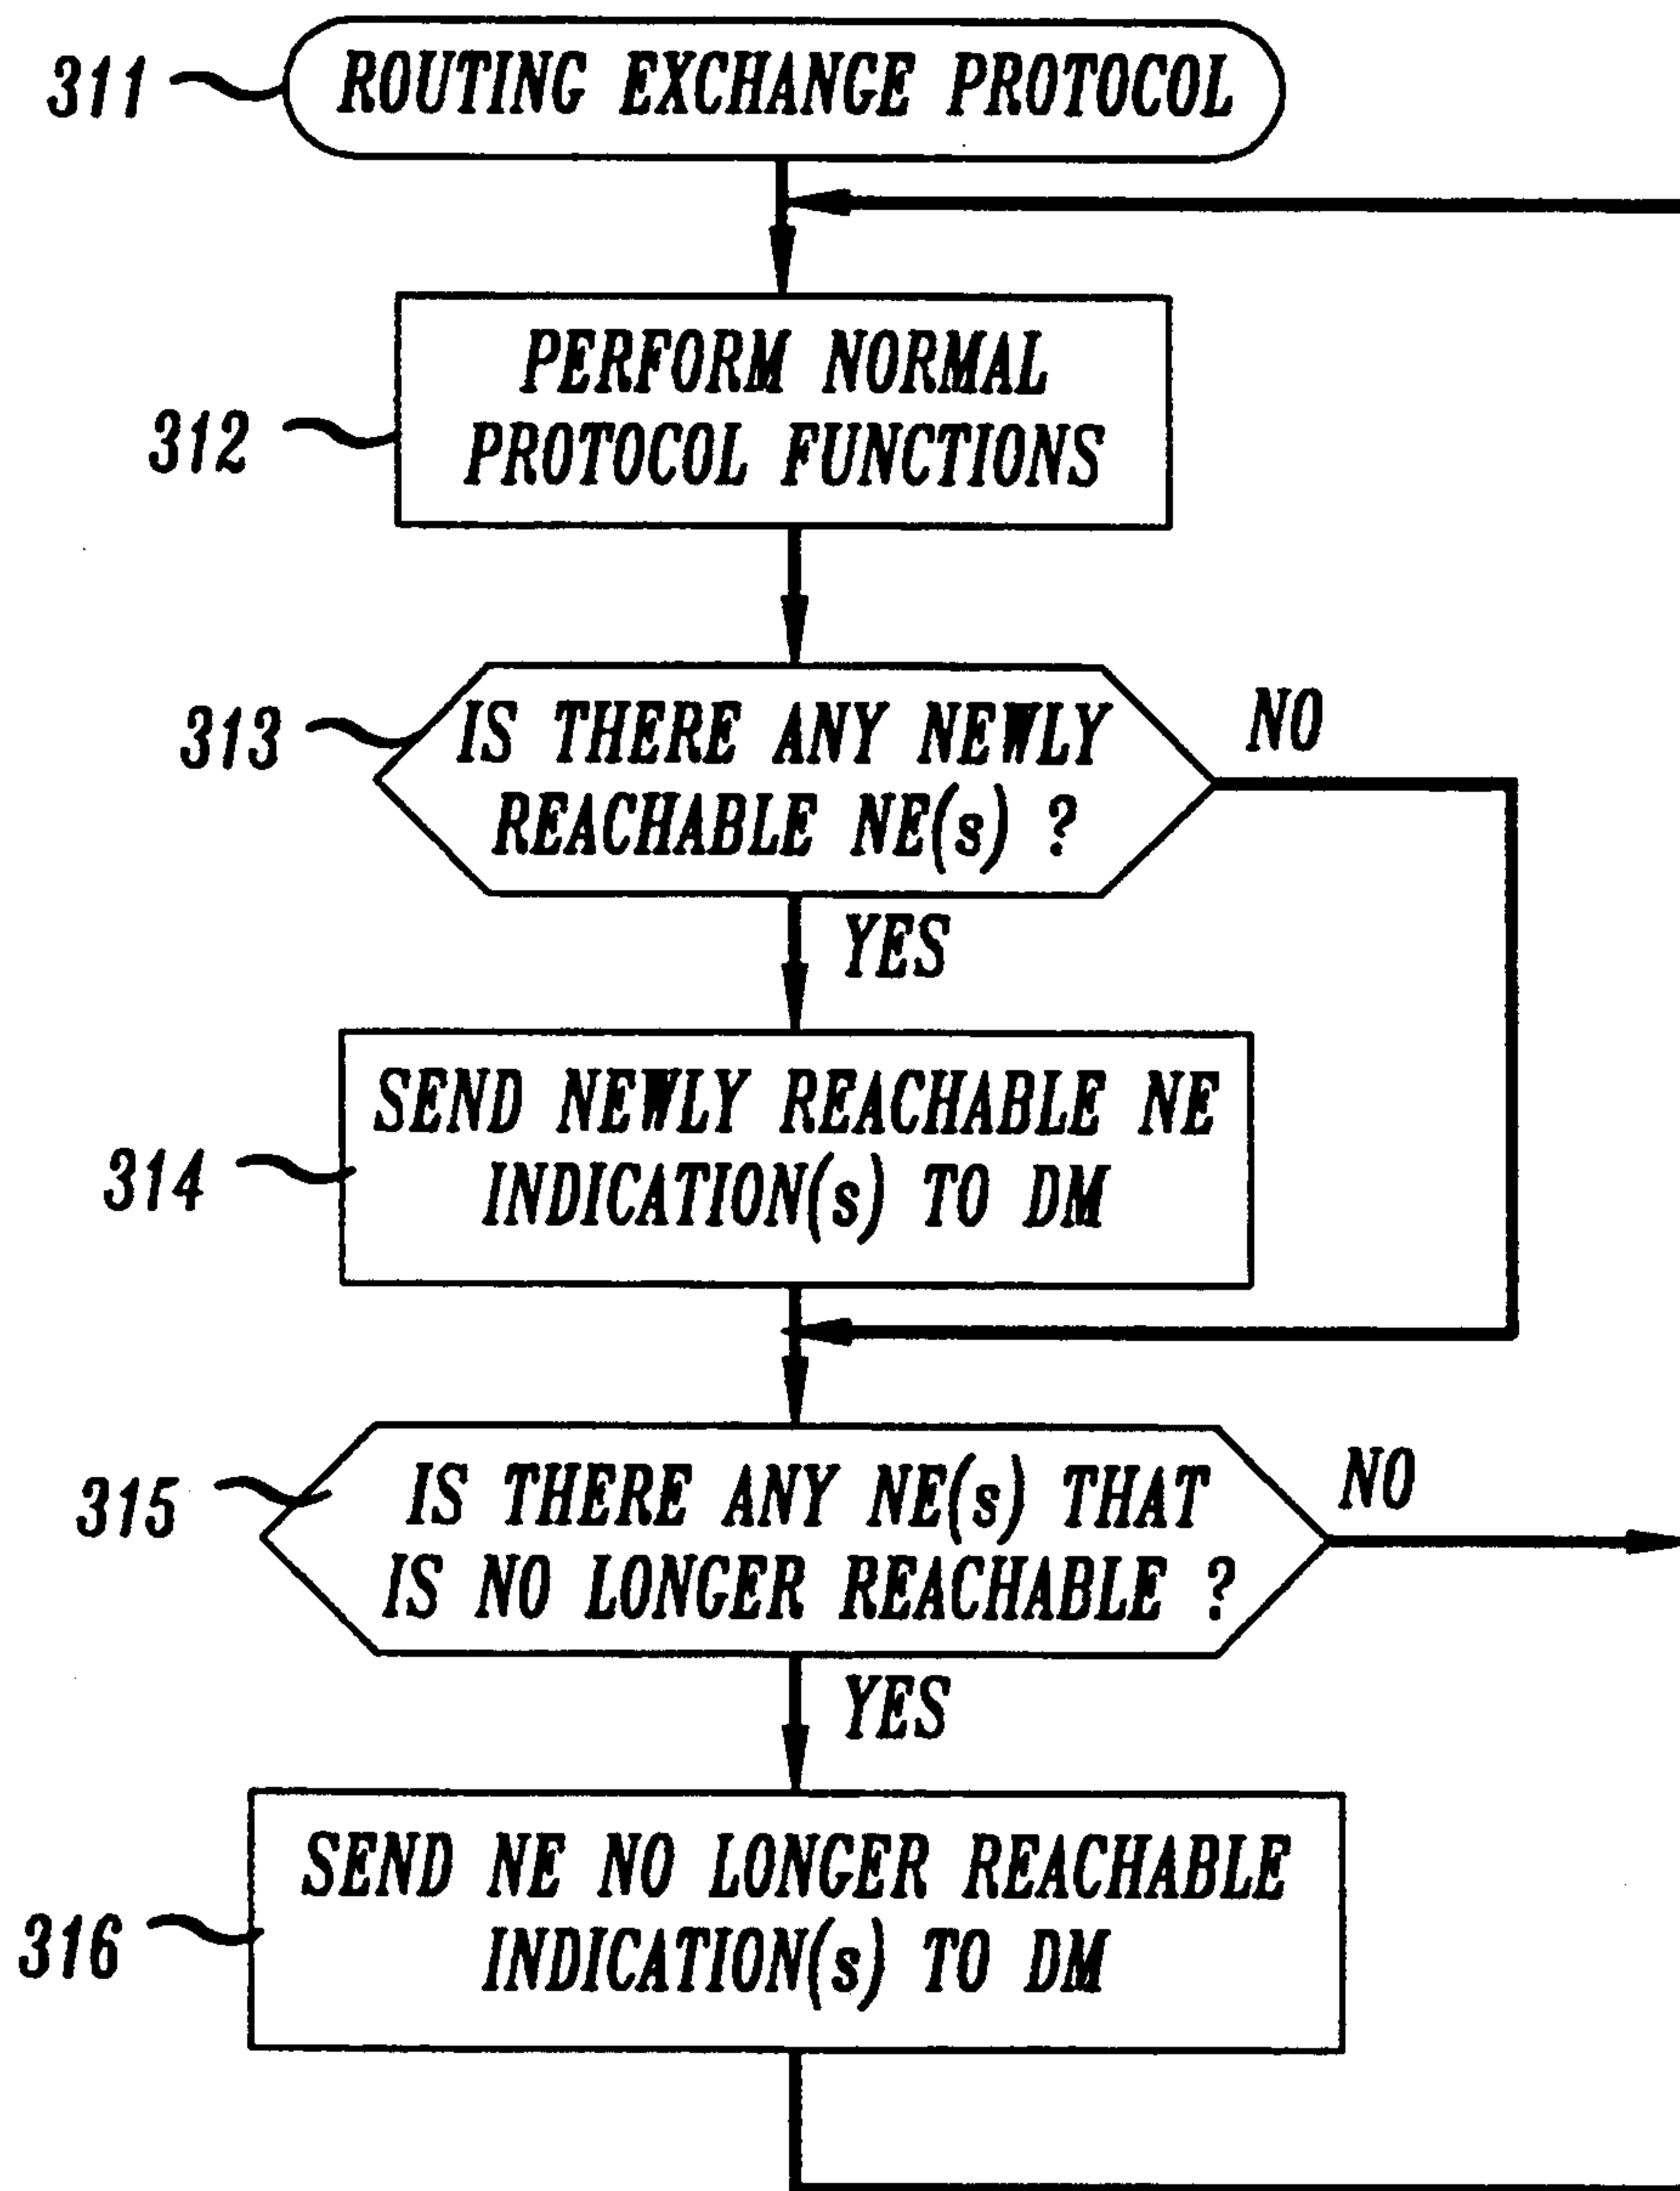 311
ROUTING EXCHANGE PROTOCOL
PERFORM NORMAL
312
PROTOCOL FUNCTIONS
313
IS THERE ANY NEWLY
REACHABLE NE(s) ?
NO
YES
SEND NEWLY REACHABLE NE
314
INDICATION(s) TO DM
315
IS THERE ANY NE(s) THAT
IS NO LONGER REACHABLE ?
NO
YES
SEND NE NO LONGER REACHABLE
316
INDICATION(s) TO DM